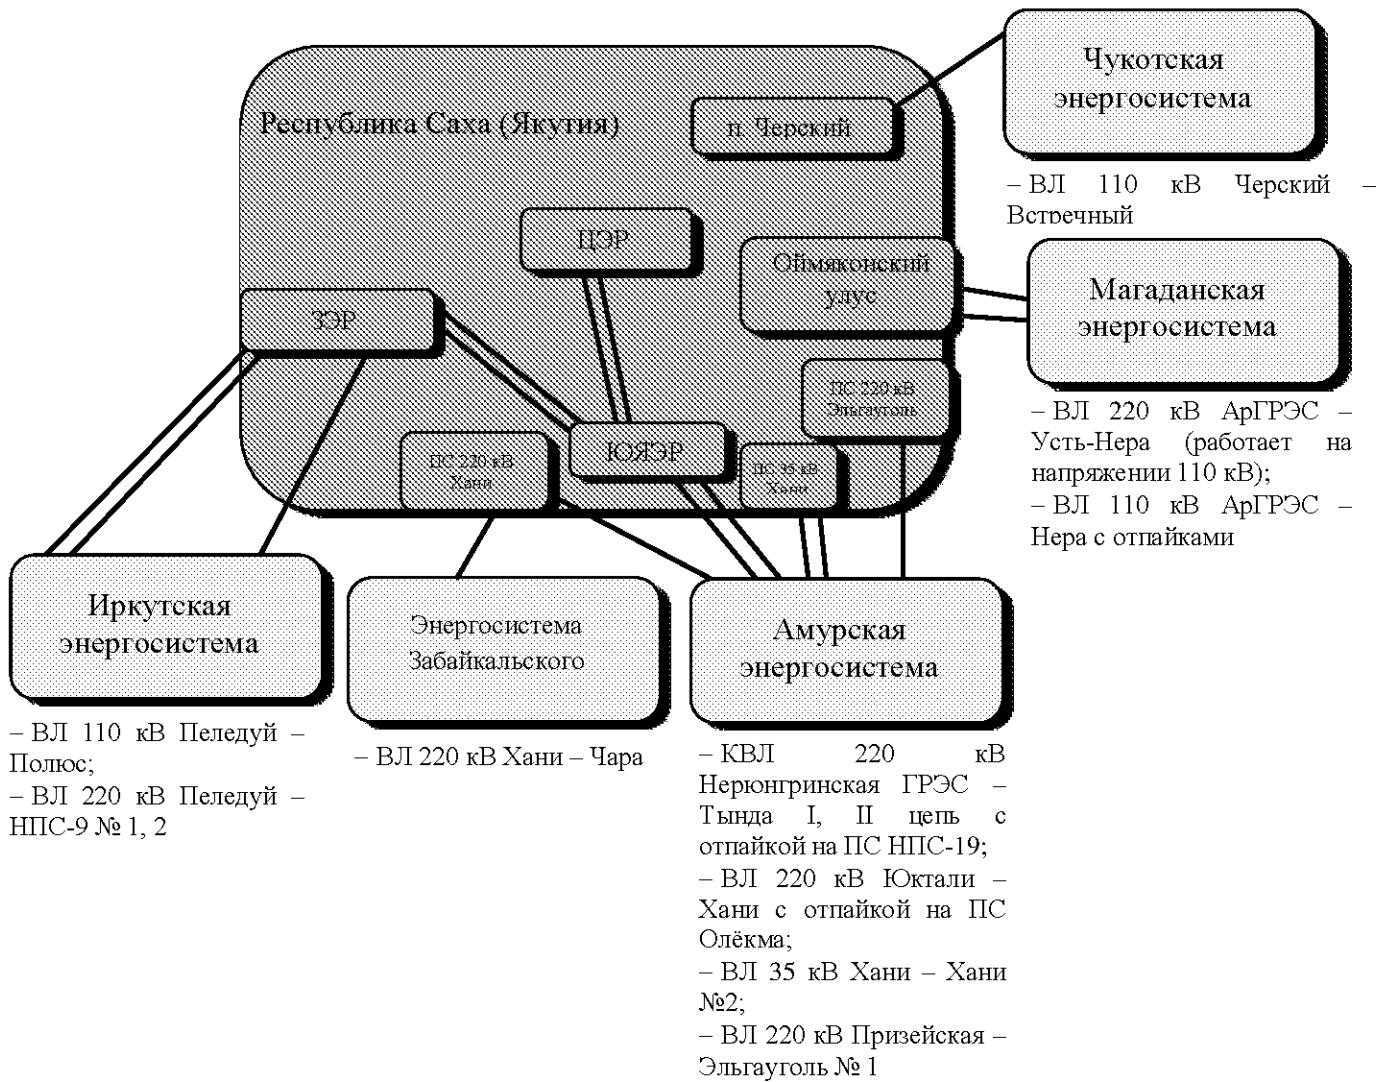 Республика Саха (Якутия)
п. Черский
ЦЭР
Оймяконский
улус
ЗЭР
ПС 220 кВ
Эльгауголь
ПС 220 кВ
Хани
ЮЯЭР
ПС 35 кВ
Хани
Чукотская
энергосистема
– ВЛ 110 кВ Черский –
Встречный
Магаданская
энергосистема
– ВЛ 220 кВ АрГРЭС –
Усть-Нера (работает на
напряжении 110 кВ);
– ВЛ 110 кВ АрГРЭС –
Нера с отпайками
Иркутская
энергосистема
– ВЛ 110 кВ Пеледуй –
Полюс;
– ВЛ 220 кВ Пеледуй –
НПС-9 № 1, 2
Энергосистема
Забайкальского
– ВЛ 220 кВ Хани – Чара
Амурская
энергосистема
– КВЛ 220 кВ
Нерюнгринская ГРЭС –
Тында I, II цепь с
отпайкой на ПС НПС-19;
– ВЛ 220 кВ Юктали –
Хани с отпайкой на ПС
Олёкма;
– ВЛ 35 кВ Хани – Хани
№2;
– ВЛ 220 кВ Призейская –
Эльгауголь № 1